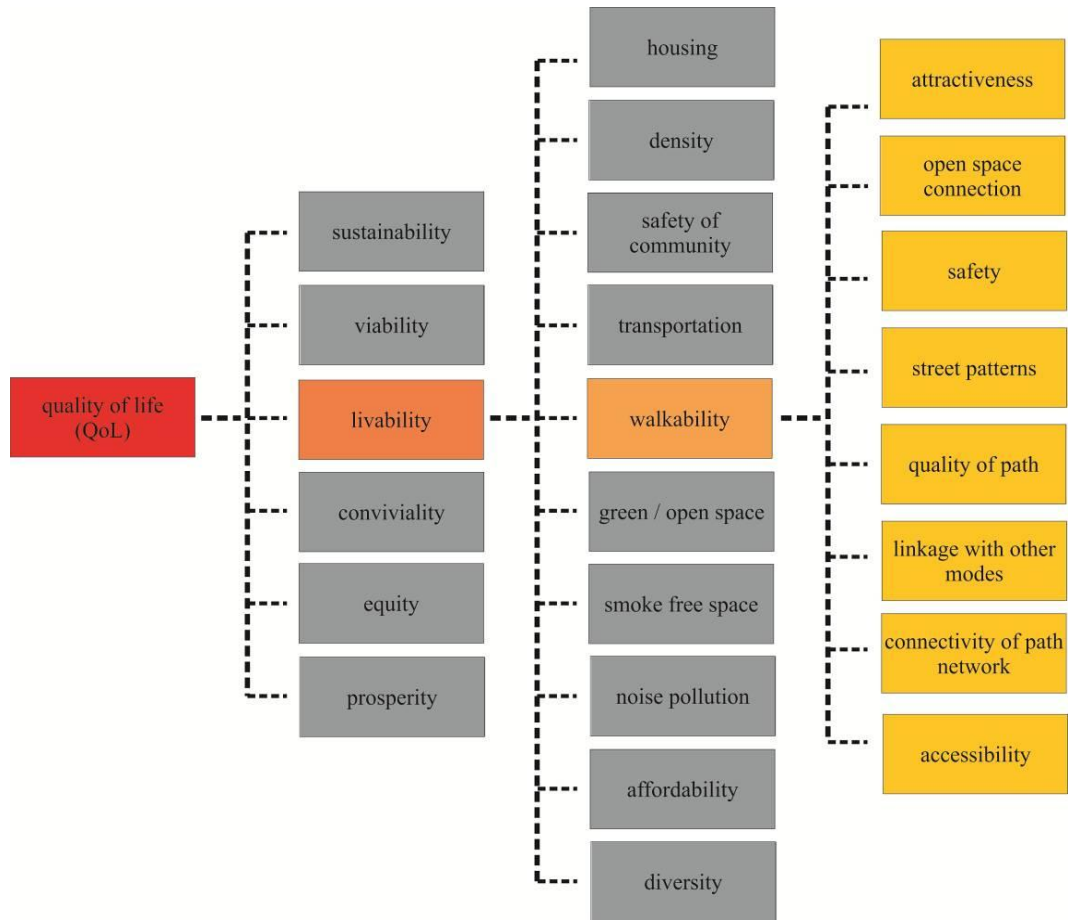 quality of life
(QoL)
sustainability
viability
livability
conviviality
equity
prosperity
housing
density
safety of
community
transportation
walkability
green / open space
smoke free space
noise pollution
affordability
diversity
attractiveness
open space
connection
safety
street patterns
quality of path
linkage with other
modes
connectivity of path
network
accessibility